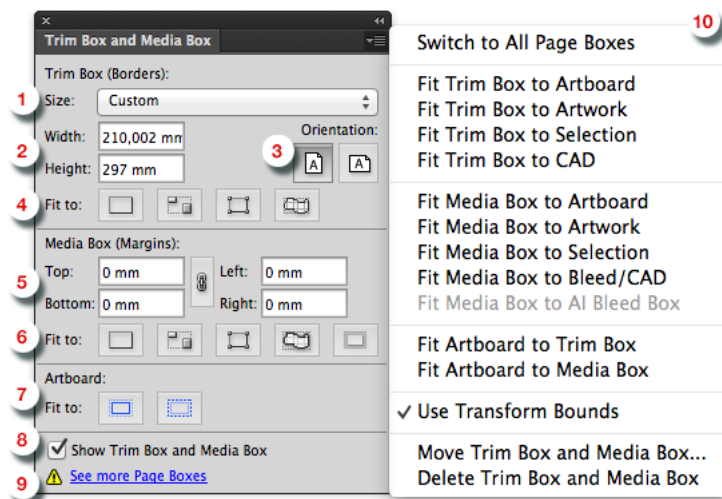 Trim Box and Media Box
Trim Box (Borders):
1
Size: Custom
2
Width: 210,002 mm
Orientation:
3
Height: 297 mm
A
A
4
Fit to:
Media Box (Margins):
5
Top: 0 mm
Left: 0 mm
Bottom: 0 mm
Right: 0 mm
6
Fit to:
Artboard:
7
Fit to:
8
Show Trim Box and Media Box
9
See more Page Boxes
10
Switch to All Page Boxes
Fit Trim Box to Artboard
Fit Trim Box to Artwork
Fit Trim Box to Selection
Fit Trim Box to CAD
Fit Media Box to Artboard
Fit Media Box to Artwork
Fit Media Box to Selection
Fit Media Box to Bleed/CAD
Fit Media Box to AI Bleed Box
Fit Artboard to Trim Box
Fit Artboard to Media Box
✓ Use Transform Bounds
Move Trim Box and Media Box...
Delete Trim Box and Media Box